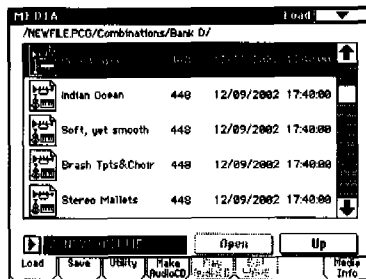 MEDIA Load
/NEWFILE.PCG/Combinations/Bank D/
Indian Ocean 448 12/09/2002 17:40:00
Soft, yet smooth 448 12/09/2002 17:40:00
Brash Tpts&Choir 448 12/09/2002 17:40:00
Stereo Mallets 448 12/09/2002 17:40:00
Open Up
Load Save Utility Make AudioCD Media Info